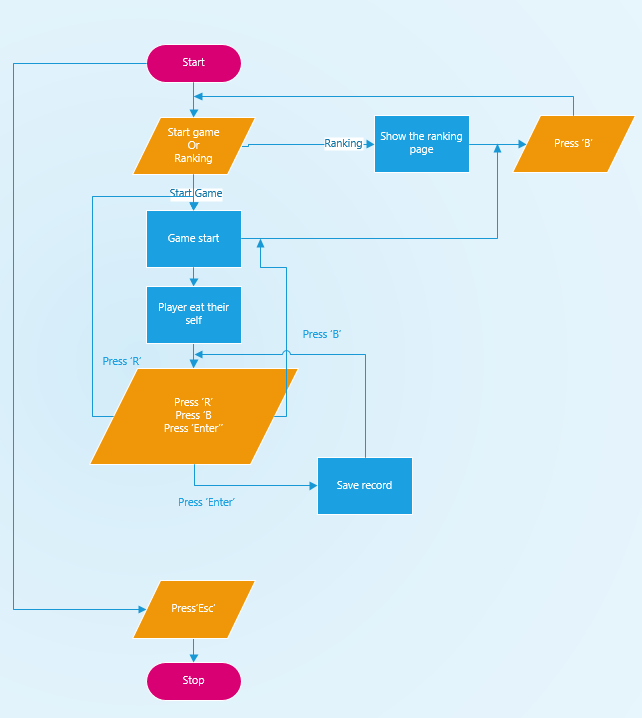 Start
Start game
Or
Ranking
Ranking
Show the ranking
page
Press 'B'
Start Game
Game start
Player eat their
self
Press 'B'
Press 'R'
Press 'R'
Press 'B
Press 'Enter''
Save record
Press 'Enter'
Press'Esc'
Stop